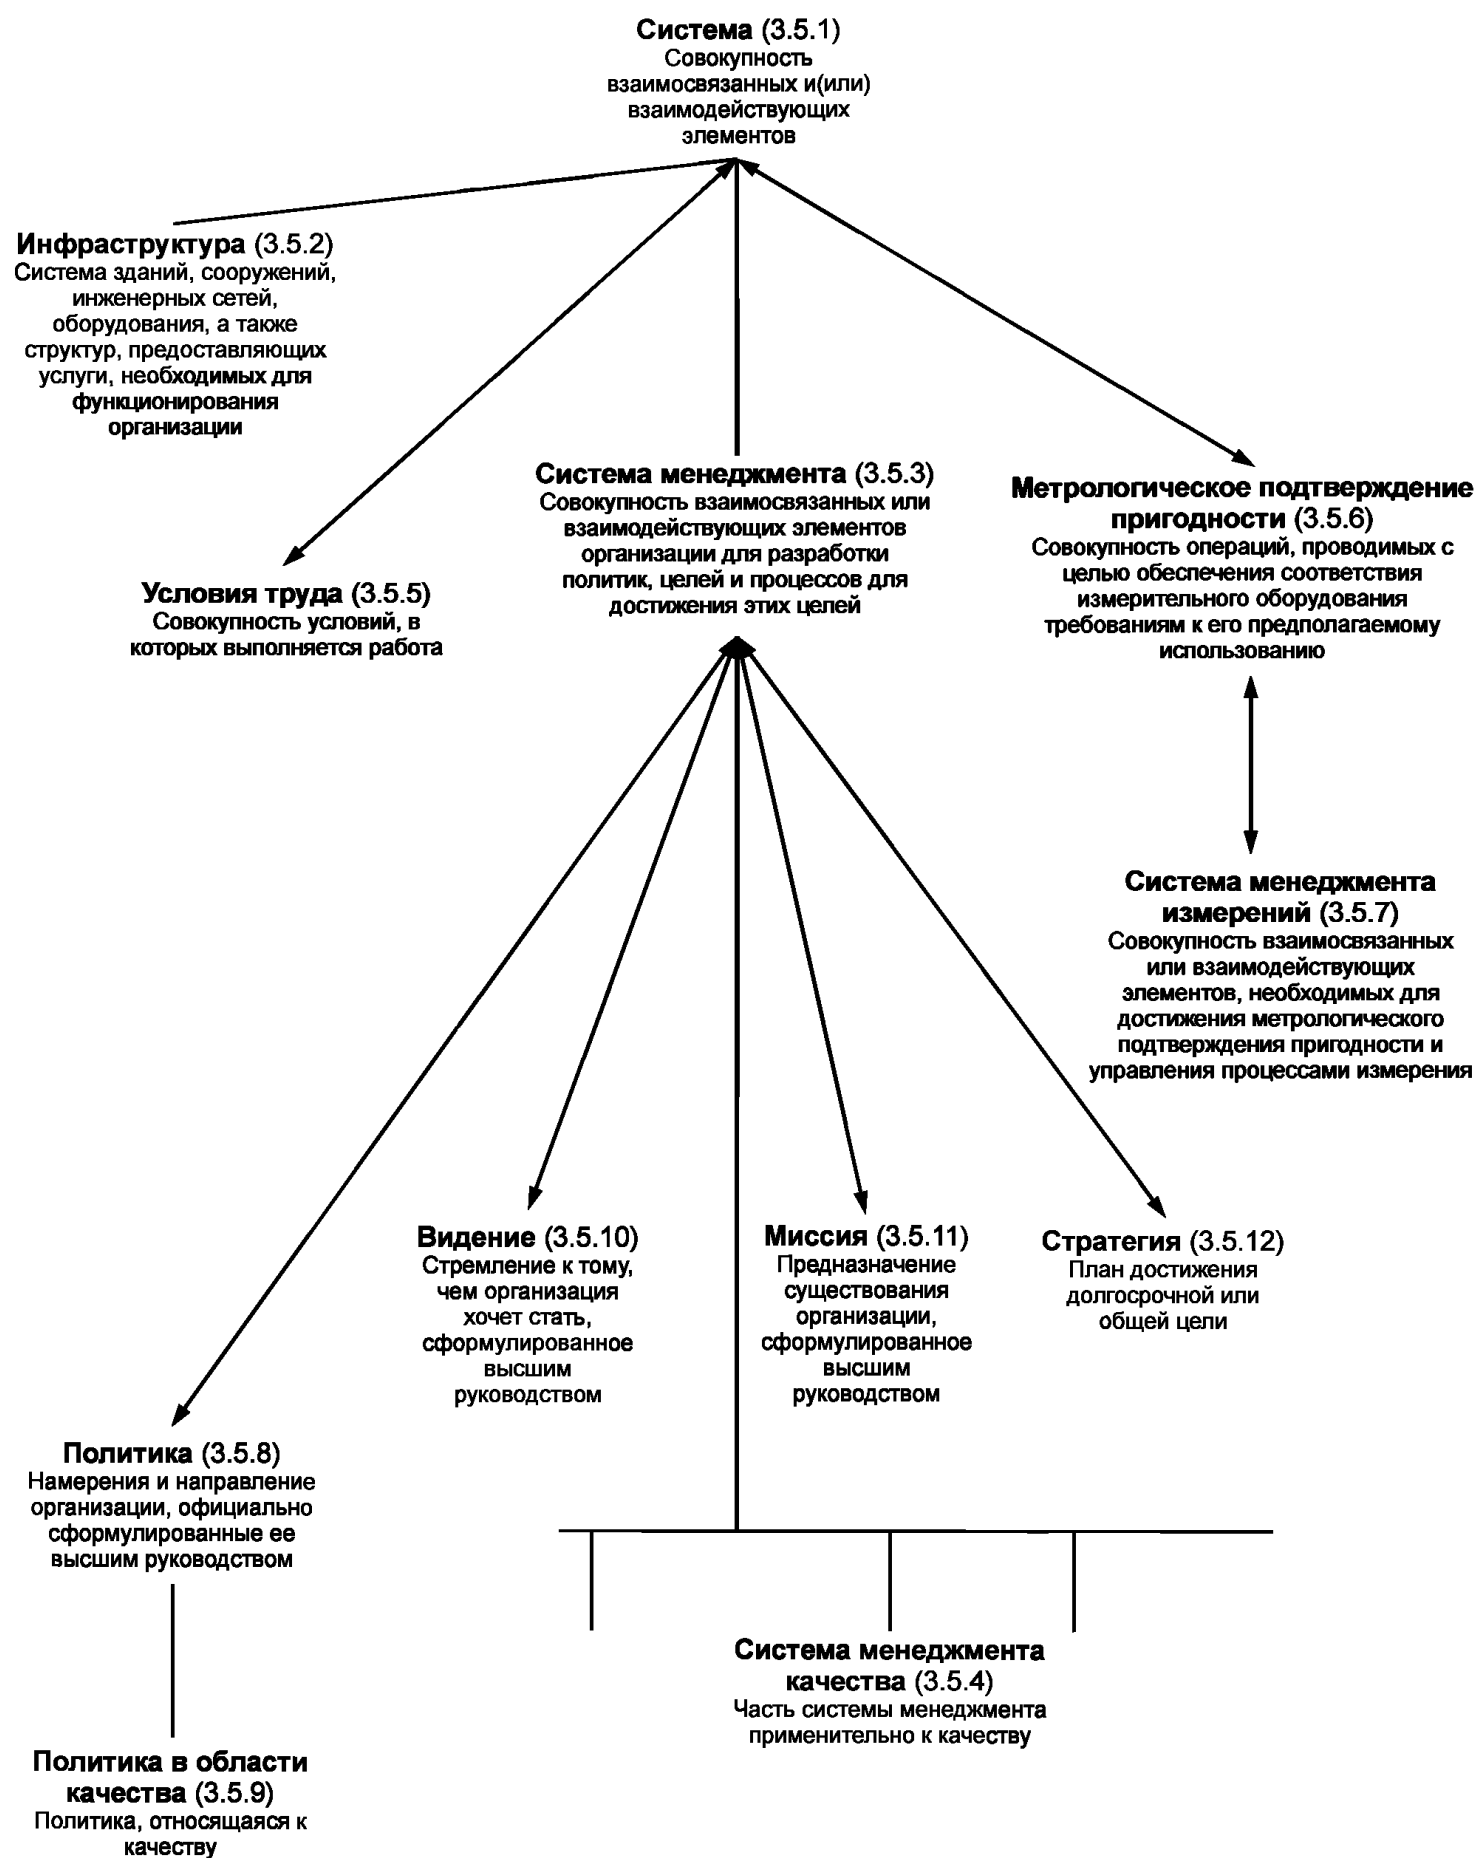 Система (3.5.1)
Совокупность
взаимосвязанных и(или)
взаимодействующих
элементов
Инфраструктура (3.5.2)
Система зданий, сооружений,
инженерных сетей,
оборудования, а также
структур, предоставляющих
услуги, необходимых для
функционирования
организации
Система менеджмента (3.5.3)
Совокупность взаимосвязанных или
взаимодействующих элементов
организации для разработки
политик, целей и процессов для
достижения этих целей
Метрологическое подтверждение
пригодности (3.5.6)
Совокупность операций, проводимых с
целью обеспечения соответствия
измерительного оборудования
требованиям к его предполагаемому
использованию
Условия труда (3.5.5)
Совокупность условий, в
которых выполняется работа
Система менеджмента
измерений (3.5.7)
Совокупность взаимосвязанных
или взаимодействующих
элементов, необходимых для
достижения метрологического
подтверждения пригодности и
управления процессами измерения
Видение (3.5.10)
Стремление к тому,
чем организация
хочет стать,
сформулированное
высшим
руководством
Миссия (3.5.11)
Предназначение
существования
организации,
сформулированное
высшим
руководством
Стратегия (3.5.12)
План достижения
долгосрочной или
общей цели
Политика (3.5.8)
Намерения и направление
организации, официально
сформулированные ее
высшим руководством
Система менеджмента
качества (3.5.4)
Часть системы менеджмента
применительно к качеству
Политика в области
качества (3.5.9)
Политика, относящаяся к
качеству